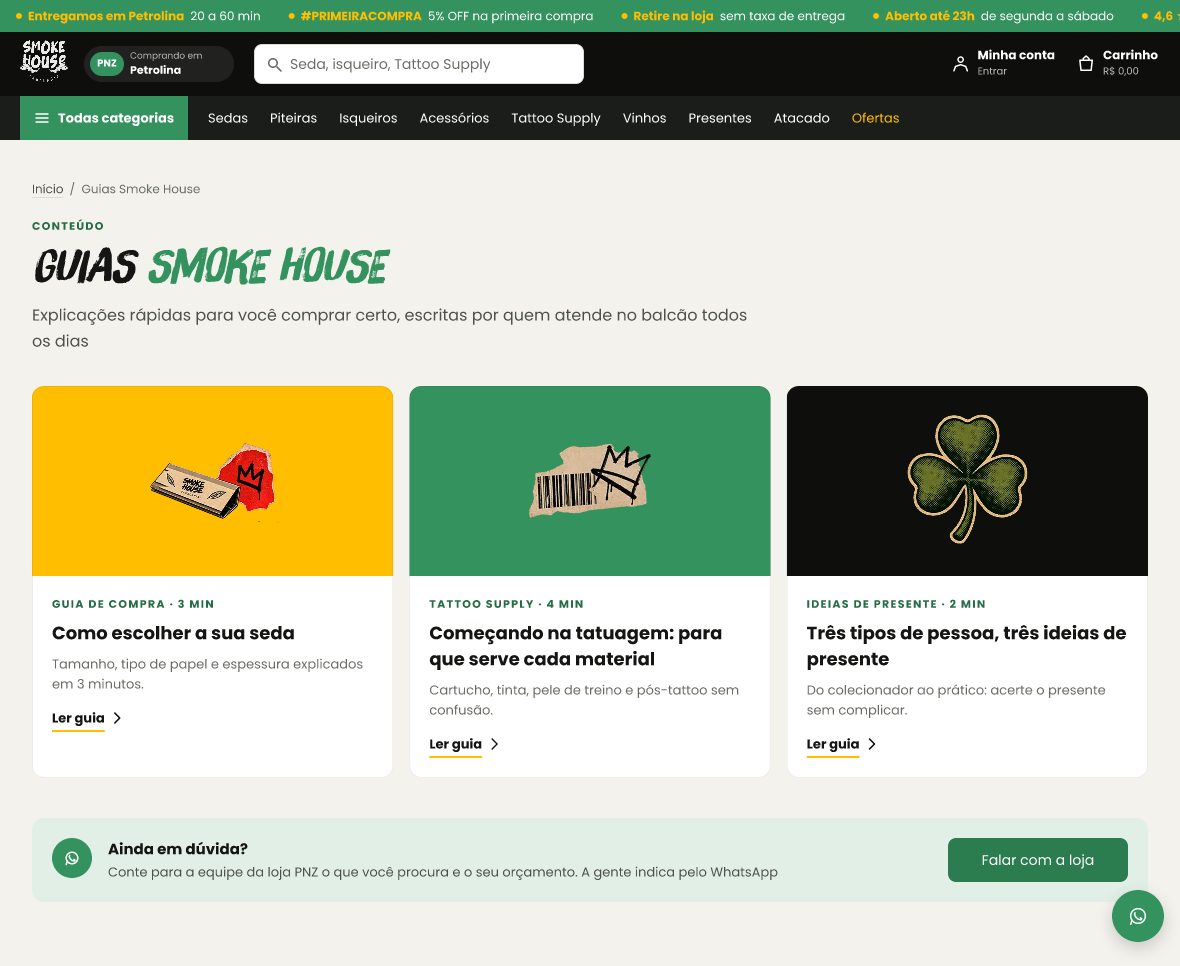 Entregamos em Petrolina 20 a 60 min #PRIMEIRACOMPRA 5% OFF na primeira compra Retire na loja sem taxa de entrega Aberto até 23h de segunda a sábado 4,6
SMOKE HOUSE
PNZ
Comprando em
Petrolina
Seda, isqueiro, Tattoo Supply
Minha conta
Entrar
Carrinho
R$ 0,00
Todas categorias Sedas Piteiras Isqueiros Acessórios Tattoo Supply Vinhos Presentes Atacado Ofertas
Início / Guias Smoke House
CONTEÚDO
GUIAS SMOKE HOUSE
Explicações rápidas para você comprar certo, escritas por quem atende no balcão todos
os dias
SMOKE HOUSE
GUIA DE COMPRA · 3 MIN
Como escolher a sua seda
Tamanho, tipo de papel e espessura explicados
em 3 minutos.
Ler guia
TATTOO SUPPLY · 4 MIN
Começando na tatuagem: para
que serve cada material
Cartucho, tinta, pele de treino e pós-tattoo sem
confusão.
Ler guia
IDEIAS DE PRESENTE · 2 MIN
Três tipos de pessoa, três ideias de
presente
Do colecionador ao prático: acerte o presente
sem complicar.
Ler guia
Ainda em dúvida?
Conte para a equipe da loja PNZ o que você procura e o seu orçamento. A gente indica pelo WhatsApp
Falar com a loja